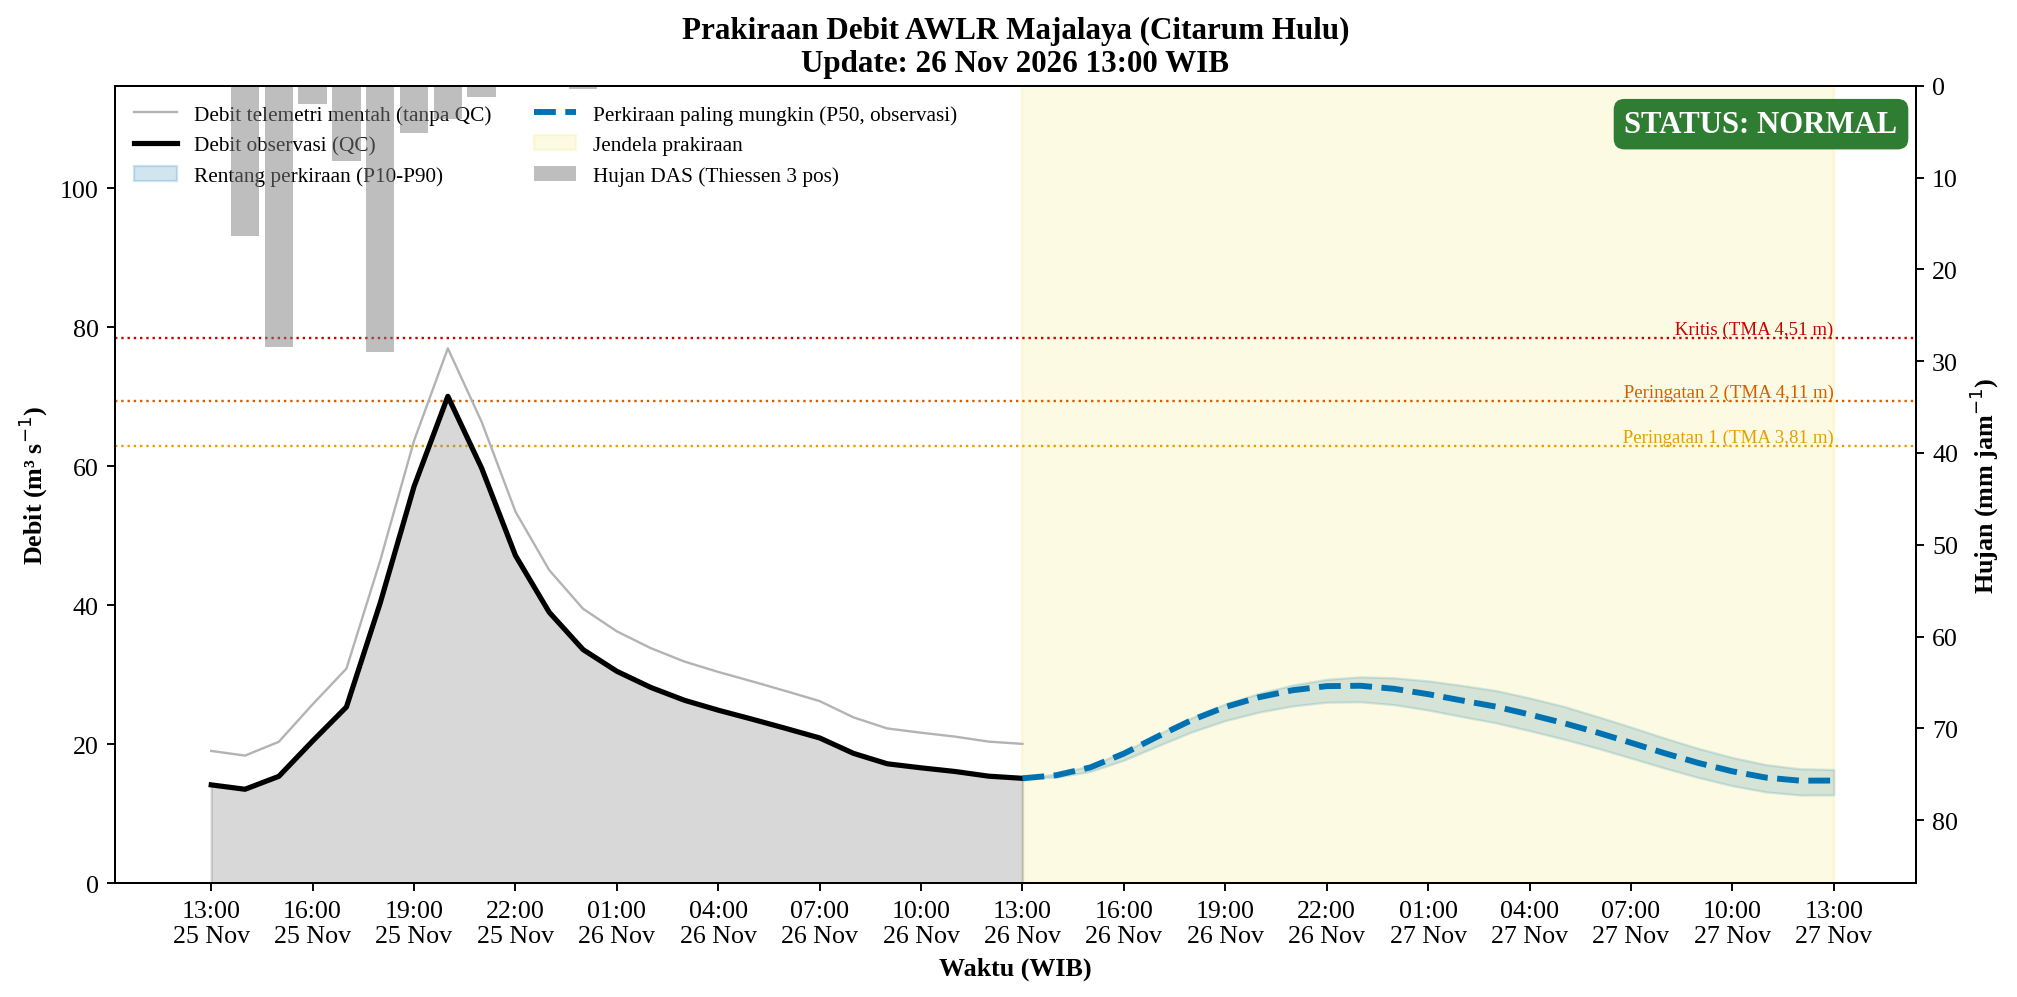 Prakiraan Debit AWLR Majalaya (Citarum Hulu)
Update: 26 Nov 2026 13:00 WIB
Debit telemetri mentah (tanpa QC)
Debit observasi (QC)
Rentang perkiraan (P10-P90)
Perkiraan paling mungkin (P50, observasi)
Jendela prakiraan
Hujan DAS (Thiessen 3 pos)
STATUS: NORMAL
Kritis (TMA 4,51 m)
Peringatan 2 (TMA 4,11 m)
Peringatan 1 (TMA 3,81 m)
Debit (m³ s⁻¹)
100
80
60
40
20
0
Hujan (mm jam⁻¹)
0
10
20
30
40
50
60
70
80
13:00 16:00 19:00 22:00 01:00 04:00 07:00 10:00 13:00 16:00 19:00 22:00 01:00 04:00 07:00 10:00 13:00
25 Nov 25 Nov 25 Nov 25 Nov 26 Nov 26 Nov 26 Nov 26 Nov 26 Nov 26 Nov 26 Nov 26 Nov 27 Nov 27 Nov 27 Nov 27 Nov 27 Nov
Waktu (WIB)